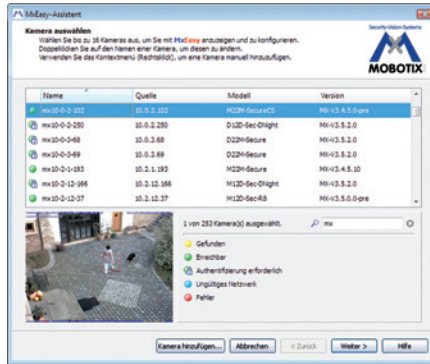 MxEasy-Assistent
Kamera auswählen
Wählen Sie bis zu 16 Kameras aus, um Sie mit MxEasy anzuzeigen und zu konfigurieren.
Doppelklicken Sie auf den Namen einer Kamera, um diesen zu ändern.
Verwenden Sie das Kontextmenü (Rechtsklick), um eine Kamera manuell hinzuzufügen.
Security-Vision-Systems
MOBOTIX
Name Quelle Modell Version
mx10-0-2-102 10.0.2.102 M22M-SecureCS MX-V3.4.5.0-pre
mx10-0-2-250 10.0.2.250 D12D-Sec-DNight MX-V3.5.2.0
mx10-0-3-68 10.0.3.68 D22M-Secure MX-V3.5.2.0
mx10-0-3-69 10.0.3.69 D22M-Secure MX-V3.5.2.0
mx10-2-1-193 10.2.1.193 M22M-Secure MX-V3.4.5.10
mx10-2-12-166 10.2.12.166 M12D-Sec-DNight MX-V3.5.2.0
mx10-2-12-37 10.2.12.37 M12D-Sec-R8 MX-V3.5.0.0-pre
1 von 253 Kamera(s) ausgewählt. mx
Gefunden
Erreichbar
Authentifizierung erforderlich
Ungültiges Netzwerk
Fehler
Kamera hinzufügen... Abbrechen < Zurück Weiter > Hilfe